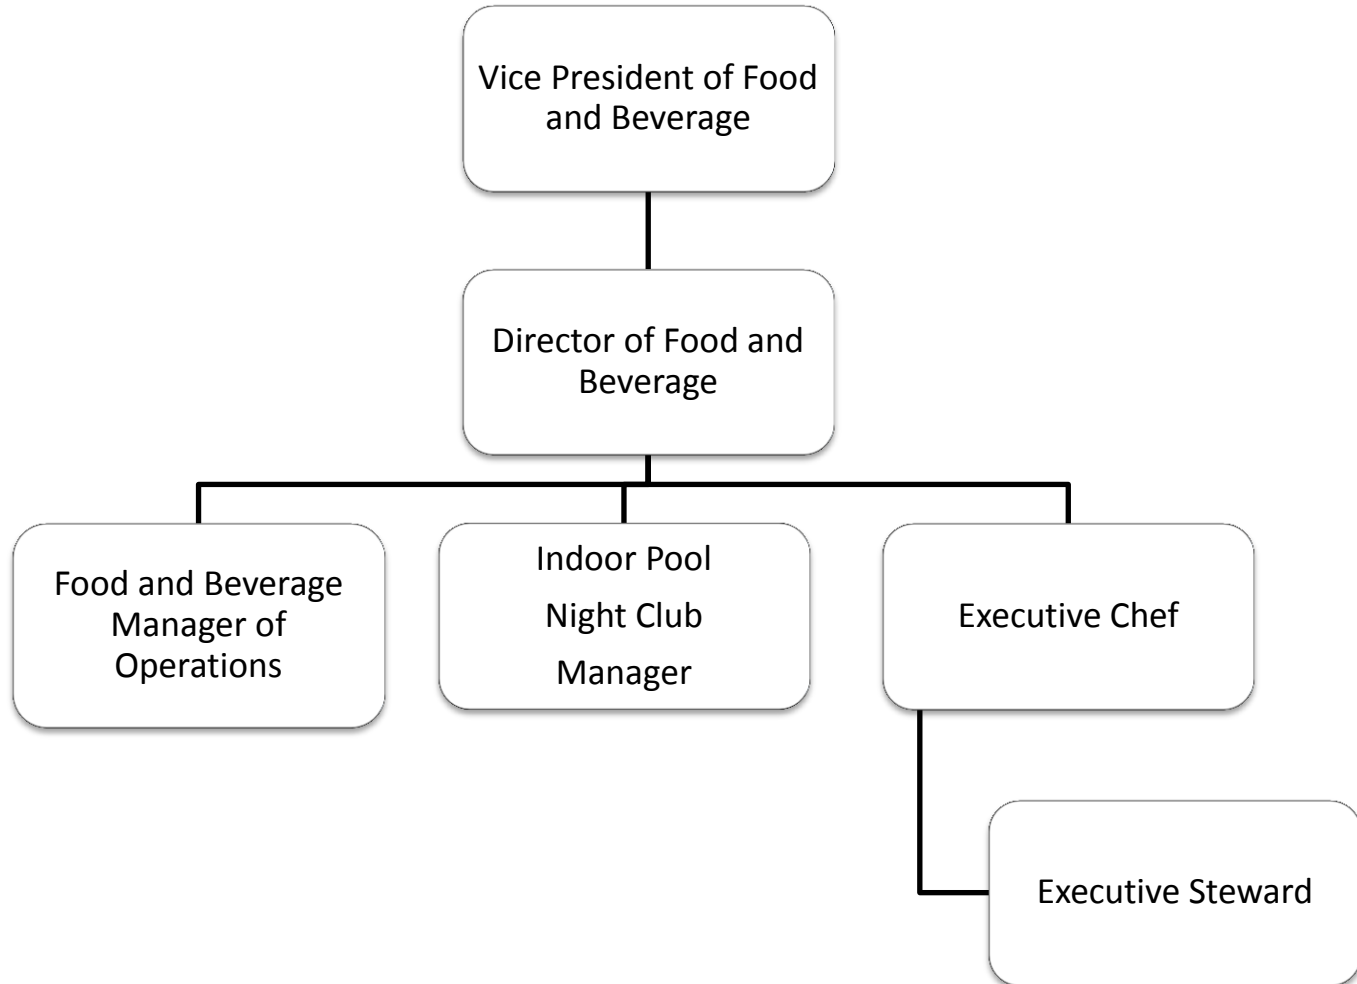 Vice President of Food
and Beverage
Director of Food and
Beverage
Food and Beverage
Manager of
Operations
Indoor Pool
Night Club
Manager
Executive Chef
Executive Steward